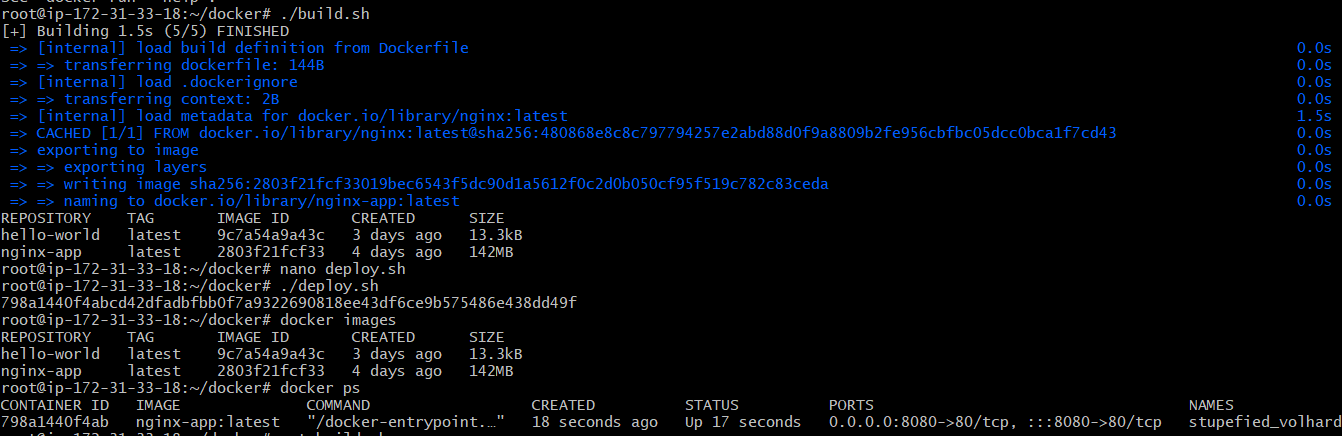 root@ip-172-31-33-18:~/docker# ./build.sh
[+] Building 1.5s (5/5) FINISHED
=> [internal] load build definition from Dockerfile 0.0s
=> => transferring dockerfile: 144B 0.0s
=> [internal] load .dockerignore 0.0s
=> => transferring context: 2B 0.0s
=> [internal] load metadata for docker.io/library/nginx:latest 1.5s
=> CACHED [1/1] FROM docker.io/library/nginx:latest@sha256:480868e8c8c797794257e2abd88d0f9a8809b2fe956cbfbc05dcc0bca1f7cd43 0.0s
=> exporting to image 0.0s
=> => exporting layers 0.0s
=> => writing image sha256:2803f21fcf33019bec6543f5dc90d1a5612f0c2d0b050cf95f519c782c83ceda 0.0s
=> => naming to docker.io/library/nginx-app:latest 0.0s
REPOSITORY TAG IMAGE ID CREATED SIZE
hello-world latest 9c7a54a9a43c 3 days ago 13.3kB
nginx-app latest 2803f21fcf33 4 days ago 142MB
root@ip-172-31-33-18:~/docker# nano deploy.sh
root@ip-172-31-33-18:~/docker# ./deploy.sh
798a1440f4abcd42dfadbfbb0f7a9322690818ee43df6ce9b575486e438dd49f
root@ip-172-31-33-18:~/docker# docker images
REPOSITORY TAG IMAGE ID CREATED SIZE
hello-world latest 9c7a54a9a43c 3 days ago 13.3kB
nginx-app latest 2803f21fcf33 4 days ago 142MB
root@ip-172-31-33-18:~/docker# docker ps
CONTAINER ID IMAGE COMMAND CREATED STATUS PORTS NAMES
798a1440f4ab nginx-app:latest "/docker-entrypoint.…" 18 seconds ago Up 17 seconds 0.0.0.0:8080->80/tcp, :::8080->80/tcp stupefied_volhard